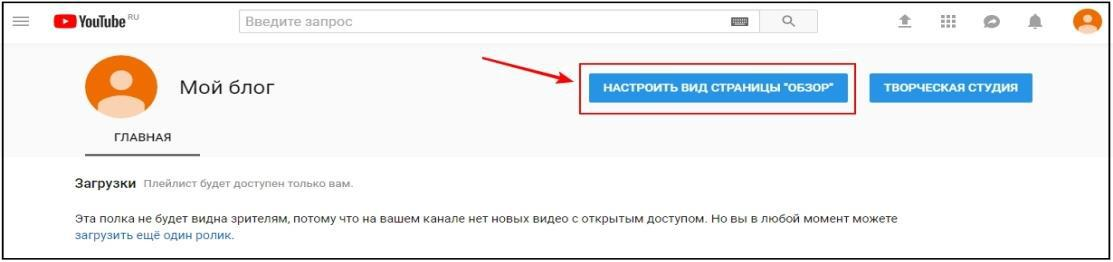 YouTube RU Введите запрос
Мой блог НАСТРОИТЬ ВИД СТРАНИЦЫ "ОБЗОР" ТВОРЧЕСКАЯ СТУДИЯ
ГЛАВНАЯ
Загрузки Плейлист будет доступен только вам.
Эта полка не будет видна зрителям, потому что на вашем канале нет новых видео с открытым доступом. Но вы в любой момент можете
загрузить ещё один ролик.